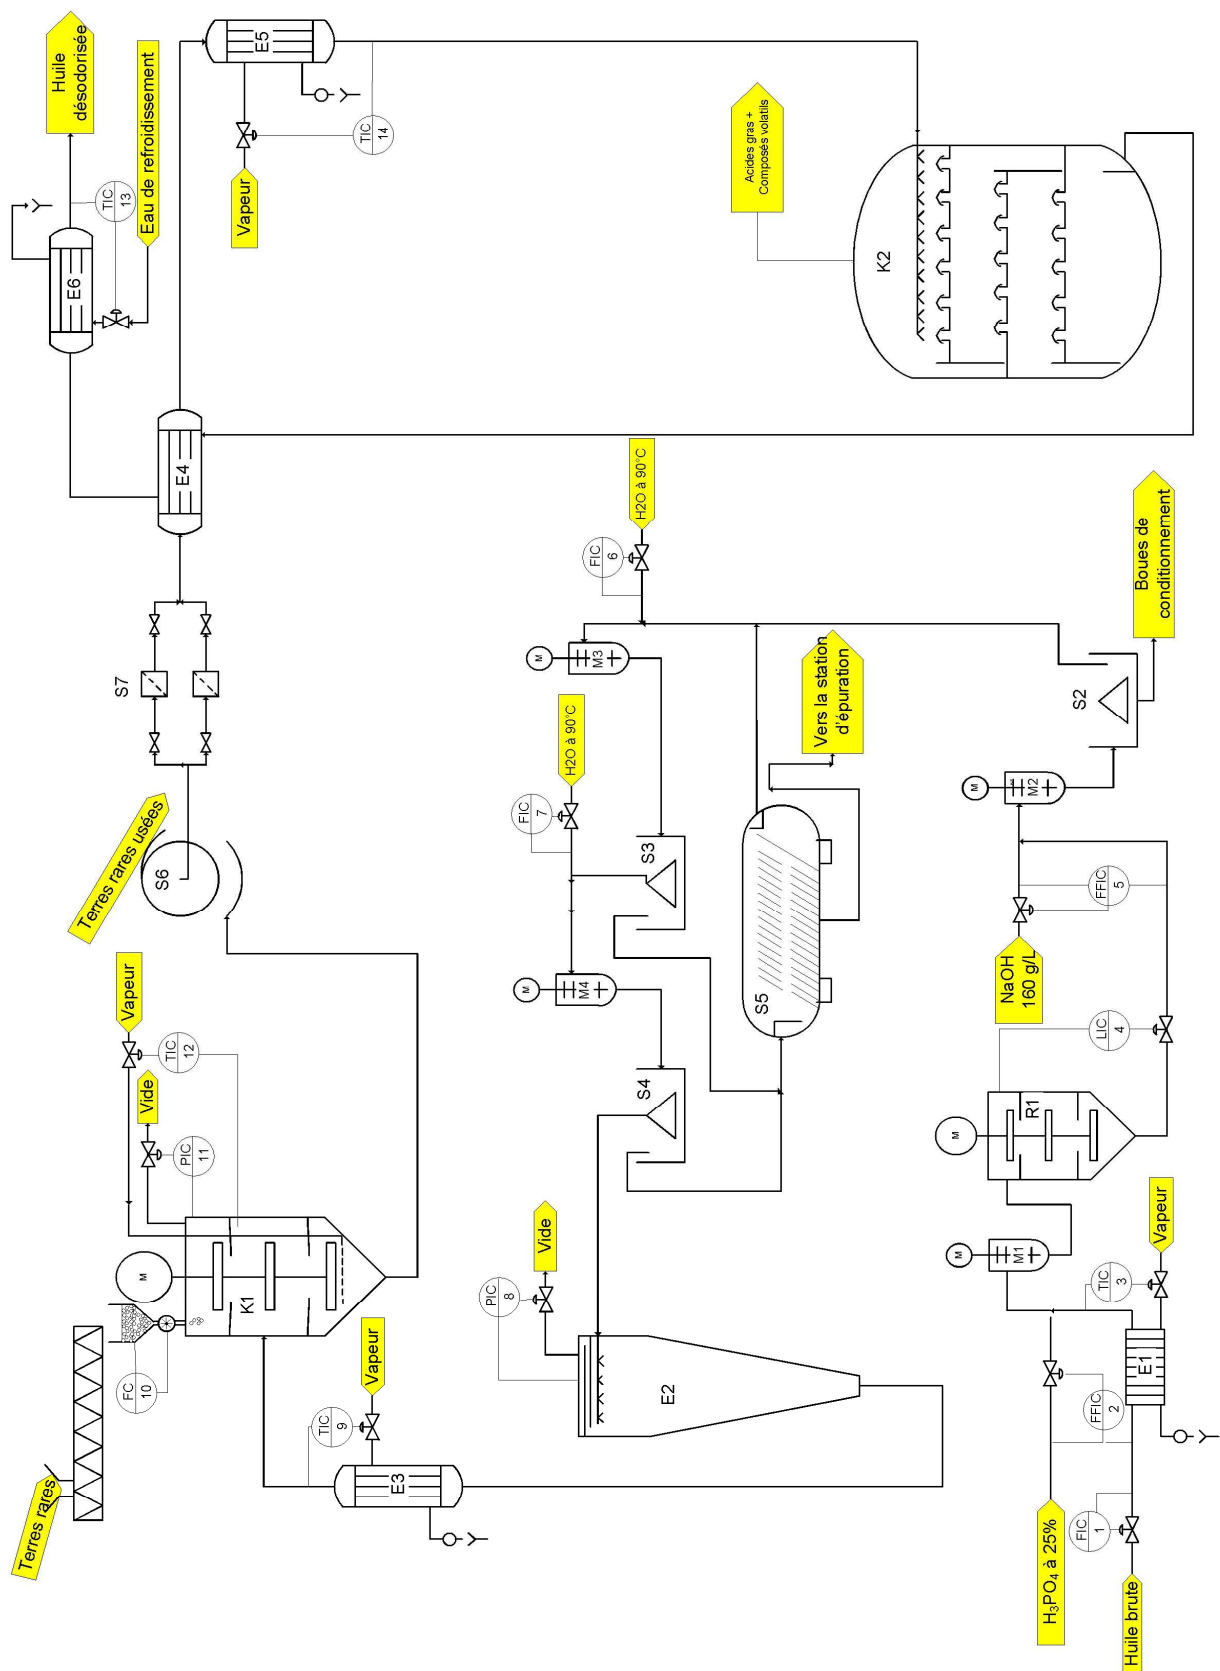 Terres rares
Huile
désodorisée
E6
TIC
13
Eau de refroidissement
FC
10
M
K1
Vapeur
Vide
TIC
12
PIC
11
Terres rares usées
S6
S7
E4
E5
TIC
14
Vapeur
TIC
9
Vapeur
E3
PIC
8
Vide
E2
M
M4
FIC
7
H2O à 90°C
M
M3
FIC
6
H2O à 90°C
S4
S3
S5
Vers la station
d'épuration
Acides gras +
Composés volatils
K2
M
M1
M
R1
LIC
4
NaOH
160 g/L
FFIC
5
M
M2
S2
Boues de
conditionnement
H₃PO₄ à 25%
FIC
1
FFIC
2
TIC
3
Huile brute
E1
Vapeur